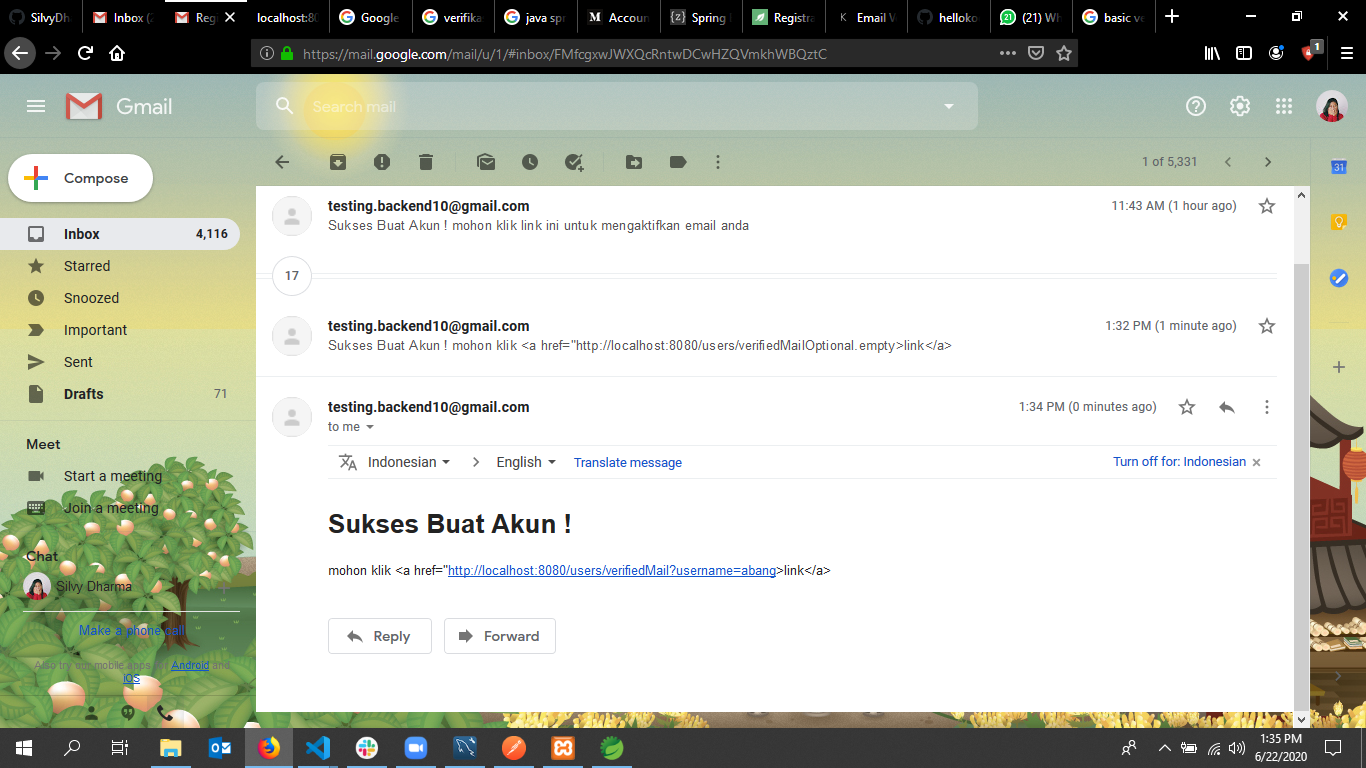 SilvyDh
Inbox (2
Reg
localhost:80
Google
verifika
java spr
Accoun
Spring
Registra
Email V
helloko
(21) Wh
basic ve
https://mail.google.com/mail/u/1/#inbox/FMfcgxwJWXQcRntwDCwHZQVmkhWBQztC
1
Gmail
Search mail
Compose
1 of 5,331
31
Inbox 4,116
Starred
Snoozed
Important
Sent
Drafts 71
Meet
Start a meeting
Join a meeting
Chat
Silvy Dharma
Make a phone call
Also try our mobile apps for Android and
iOS
testing.backend10@gmail.com 11:43 AM (1 hour ago)
Sukses Buat Akun ! mohon klik link ini untuk mengaktifkan email anda
17
testing.backend10@gmail.com 1:32 PM (1 minute ago)
Sukses Buat Akun ! mohon klik <a href="http://localhost:8080/users/verifiedMailOptional.empty>link</a>
testing.backend10@gmail.com 1:34 PM (0 minutes ago)
to me
Indonesian > English Translate message Turn off for: Indonesian ×
Sukses Buat Akun !
mohon klik <a href="http://localhost:8080/users/verifiedMail?username=abang>link</a>
Reply
Forward
1:35 PM
6/22/2020